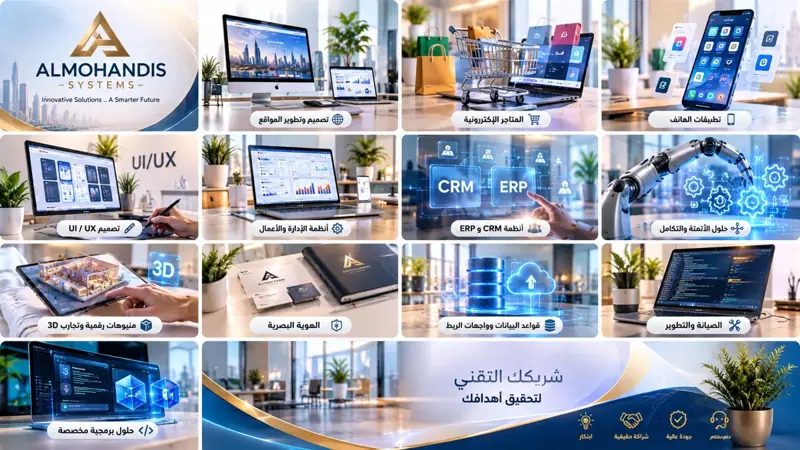 ALMOHANDIS
SYSTEMS
Innovative Solutions .. A Smarter Future
تصميم وتطوير المواقع
المتاجر الإلكترونية
تطبيقات الهاتف
UI/UX
تصميم UI / UX
أنظمة الإدارة والأعمال
CRM
ERP
أنظمة CRM و ERP
حلول الأتمتة والتكامل
3D
منيوهات رقمية وتجارب 3D
الهوية البصرية
قواعد البيانات وواجهات الربط
الصيانة والتطوير
حلول برمجية مخصصة
شريكك التقني
لتحقيق أهدافك
جودة عالية
شراكة حقيقية
ابتكار